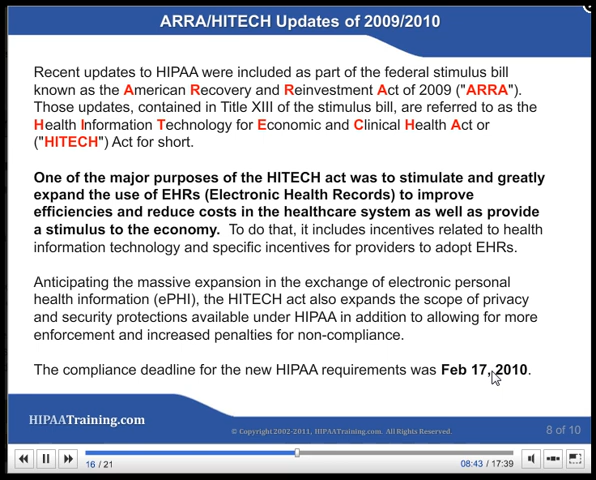 ARRA/HITECH Updates of 2009/2010
Recent updates to HIPAA were included as part of the federal stimulus bill
known as the American Recovery and Reinvestment Act of 2009 ("ARRA").
Those updates, contained in Title XIII of the stimulus bill, are referred to as the
Health Information Technology for Economic and Clinical Health Act or
("HITECH") Act for short.
One of the major purposes of the HITECH act was to stimulate and greatly
expand the use of EHRs (Electronic Health Records) to improve
efficiencies and reduce costs in the healthcare system as well as provide
a stimulus to the economy. To do that, it includes incentives related to health
information technology and specific incentives for providers to adopt EHRs.
Anticipating the massive expansion in the exchange of electronic personal
health information (ePHI), the HITECH act also expands the scope of privacy
and security protections available under HIPAA in addition to allowing for more
enforcement and increased penalties for non-compliance.
The compliance deadline for the new HIPAA requirements was Feb 17, 2010.
HIPAATraining.com
© Copyright 2002-2011, HIPAATraining.com. All Rights Reserved.
8 of 10
16 / 21
08:43 / 17:39